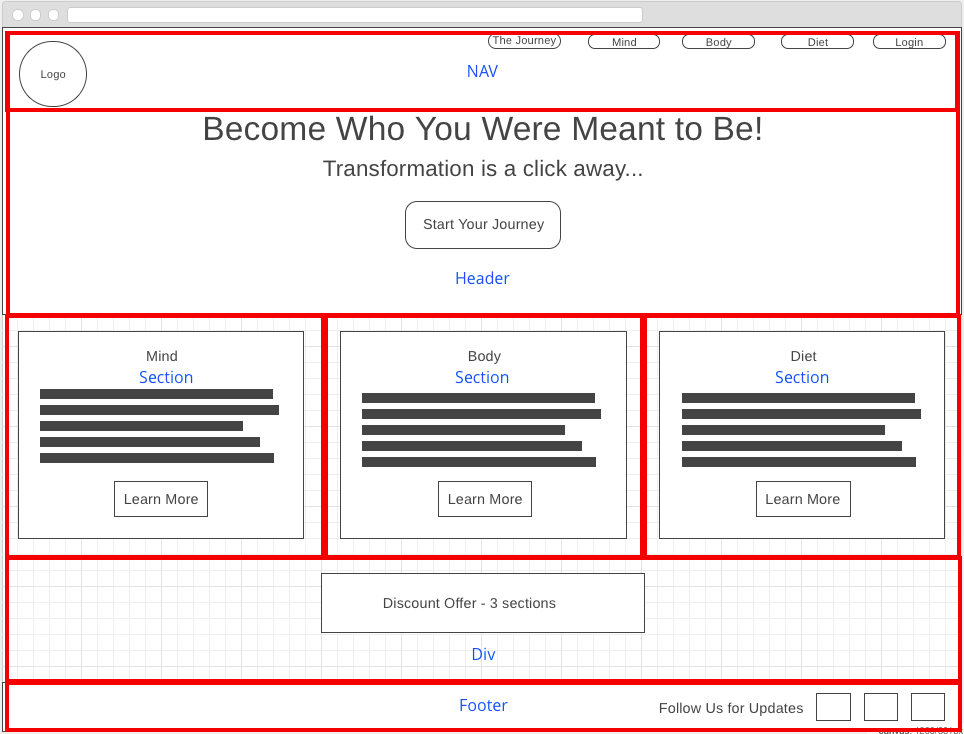 The Journey
Mind
Body
Diet
Login
Logo
NAV
Become Who You Were Meant to Be!
Transformation is a click away...
Start Your Journey
Header
Mind
Section
Learn More
Body
Section
Learn More
Diet
Section
Learn More
Discount Offer - 3 sections
Div
Footer
Follow Us for Updates